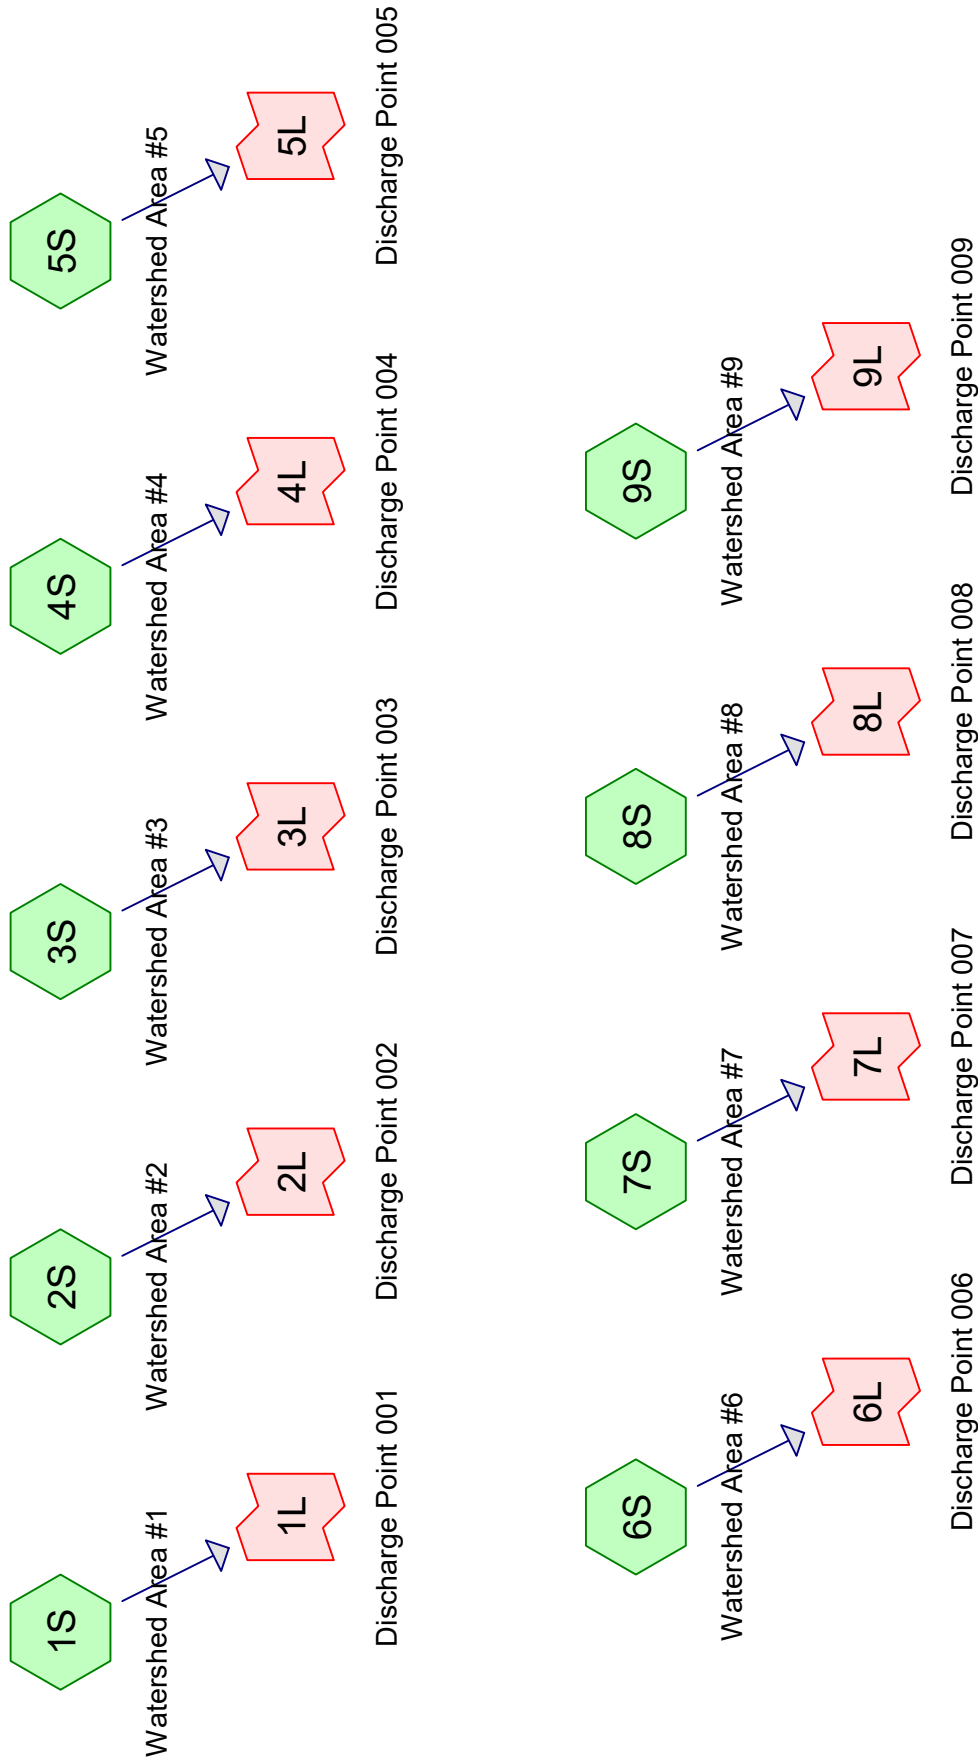 1S
Watershed Area #1
1L
Discharge Point 001
2S
Watershed Area #2
2L
Discharge Point 002
3S
Watershed Area #3
3L
Discharge Point 003
4S
Watershed Area #4
4L
Discharge Point 004
5S
Watershed Area #5
5L
Discharge Point 005
6S
Watershed Area #6
6L
Discharge Point 006
7S
Watershed Area #7
7L
Discharge Point 007
8S
Watershed Area #8
8L
Discharge Point 008
9S
Watershed Area #9
9L
Discharge Point 009